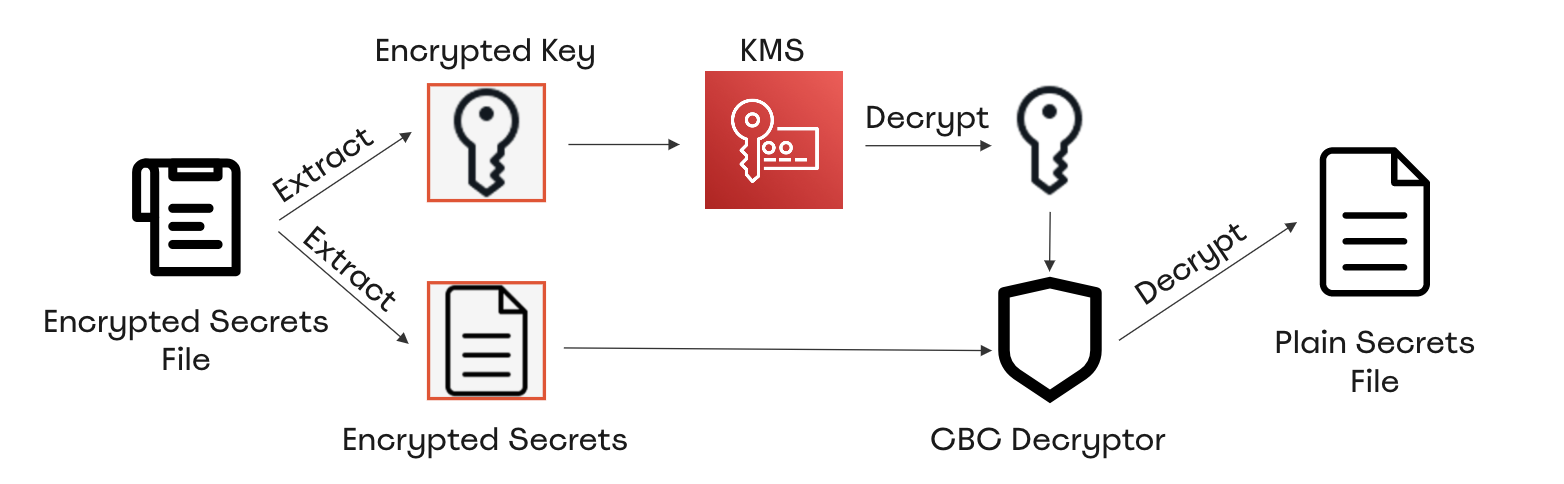 Encrypted Key
KMS
Extract
Decrypt
Extract
Decrypt
Encrypted Secrets
File
Plain Secrets
File
Encrypted Secrets
CBC Decryptor